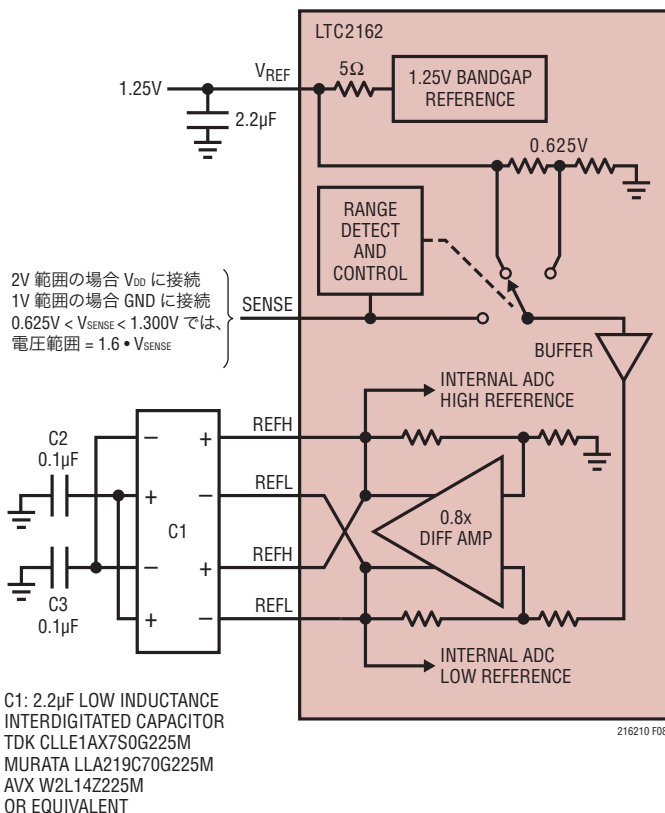 LTC2162
VREF
5Ω
1.25V
1.25V BANDGAP
REFERENCE
2.2µF
0.625V
RANGE
DETECT
AND
CONTROL
2V 範囲の場合 VDD に接続
1V 範囲の場合 GND に接続
0.625V < VSENSE < 1.300V では、
電圧範囲 = 1.6 • VSENSE
SENSE
BUFFER
INTERNAL ADC
HIGH REFERENCE
REFH
C2
0.1µF
– +
REFL
+ –
C1
0.8x
DIFF AMP
REFH
– +
C3
0.1µF
REFL
+ –
INTERNAL ADC
LOW REFERENCE
C1: 2.2µF LOW INDUCTANCE
INTERDIGITATED CAPACITOR
TDK CLLE1AX7S0G225M
MURATA LLA219C70G225M
AVX W2L14Z225M
OR EQUIVALENT
216210 F08